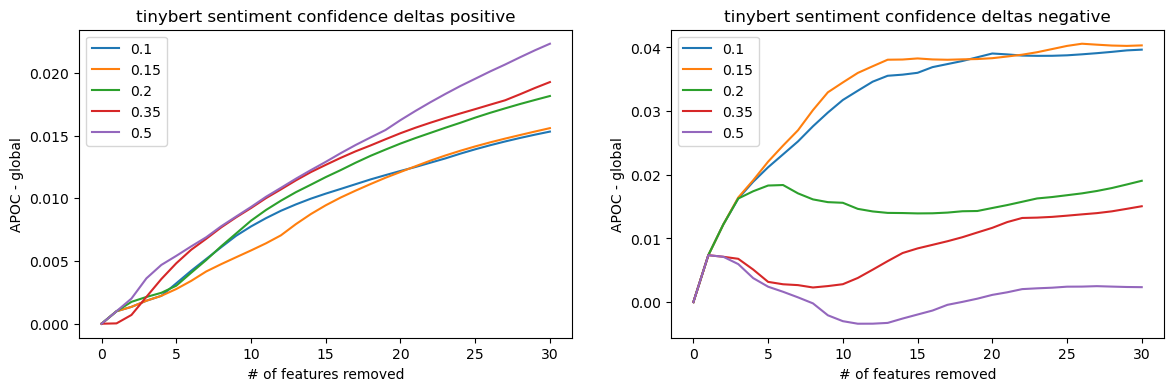 tinybert sentiment confidence deltas positive
APOC - global
0.020
0.015
0.010
0.005
0.000
0.1
0.15
0.2
0.35
0.5
0 5 10 15 20 25 30
# of features removed
tinybert sentiment confidence deltas negative
APOC - global
0.04
0.03
0.02
0.01
0.00
0.1
0.15
0.2
0.35
0.5
0 5 10 15 20 25 30
# of features removed